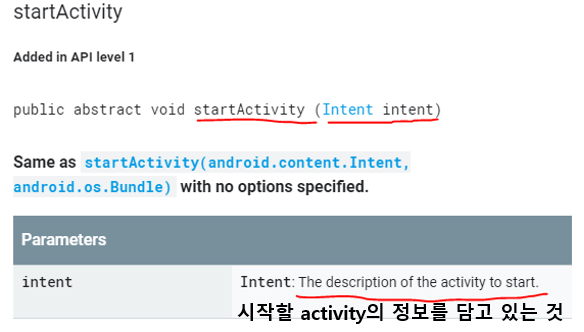 startActivity
Added in API level 1
public abstract void startActivity (Intent intent)
Same as startActivity(android.content.Intent,
android.os.Bundle) with no options specified.
Parameters
intent
Intent: The description of the activity to start.
시작할 activity의 정보를 담고 있는 것